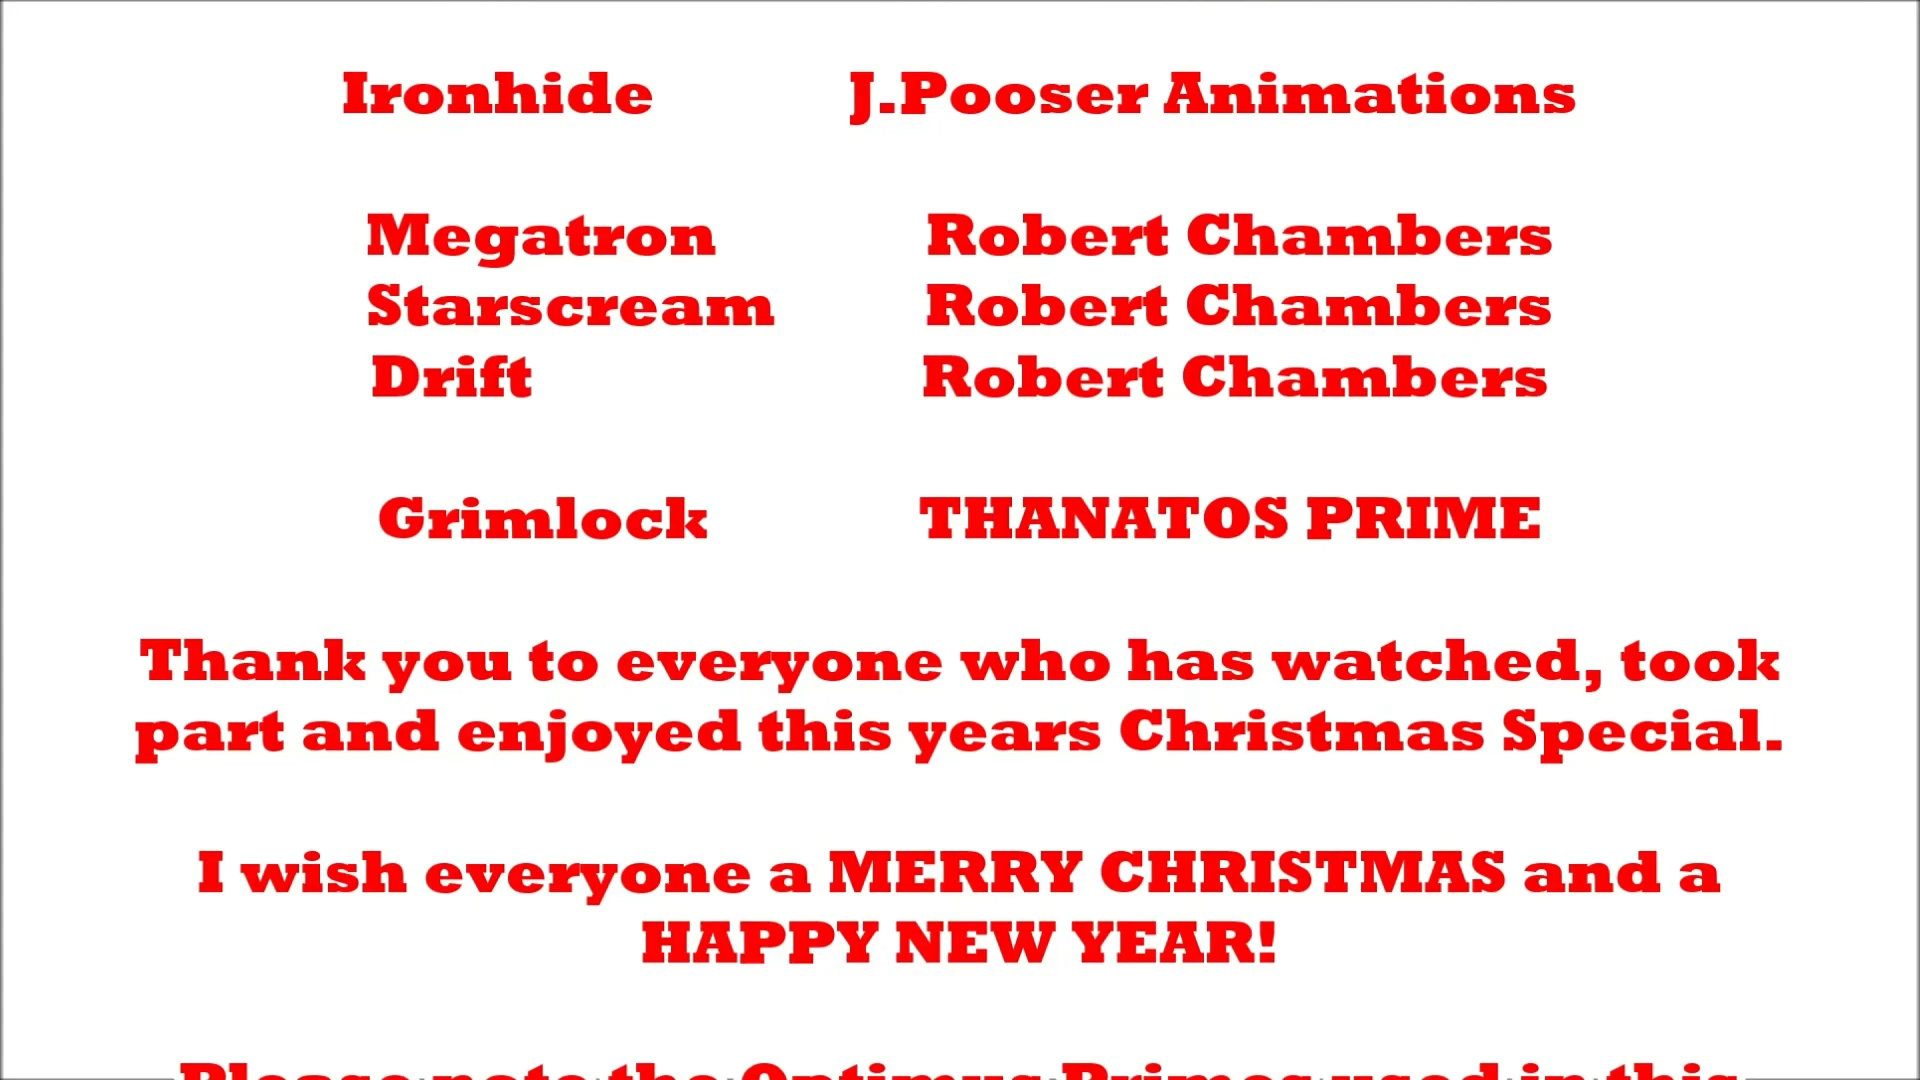 Ironhide J.Pooser Animations
Megatron Robert Chambers
Starscream Robert Chambers
Drift Robert Chambers
Grimlock THANATOS PRIME
Thank you to everyone who has watched, took
part and enjoyed this years Christmas Special.
I wish everyone a MERRY CHRISTMAS and a
HAPPY NEW YEAR!
Please note the Optimus Primes used in this